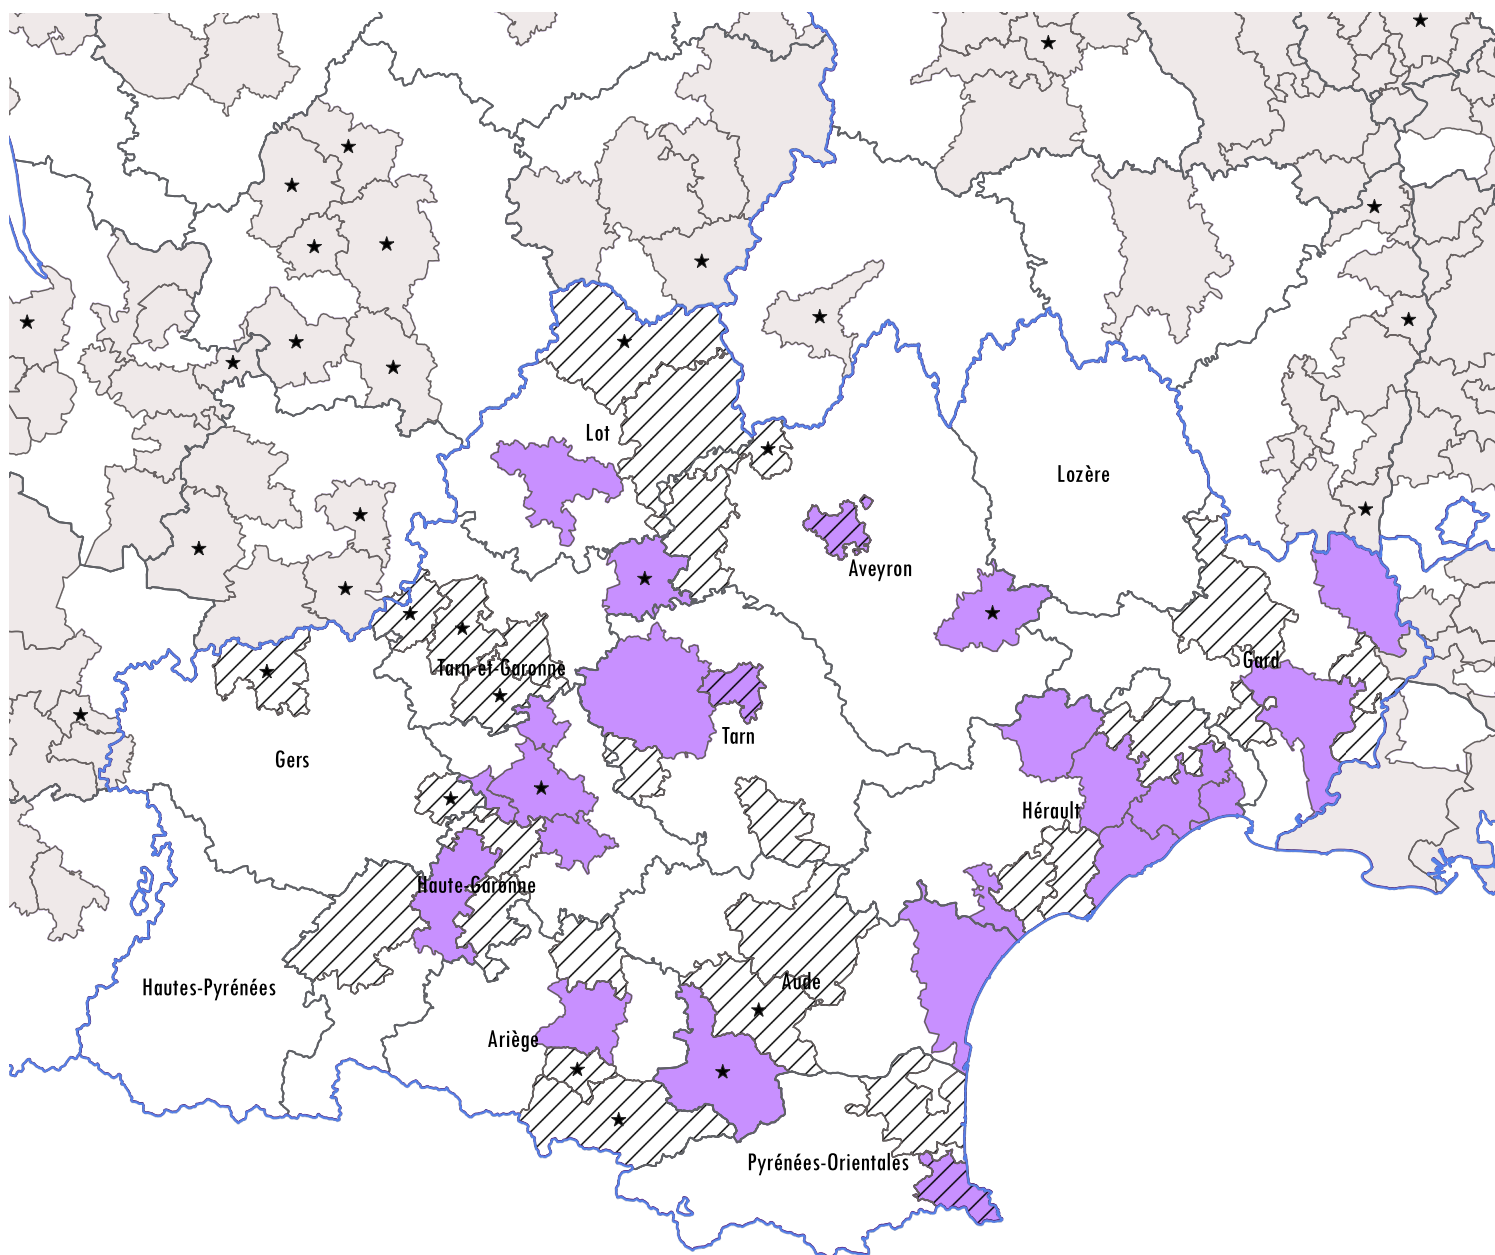 Lot
Lozère
Aveyron
Gard
Tarn-et-Garonne
Tarn
Gers
Hérault
Haute-Garonne
Aude
Hautes-Pyrénées
Ariège
Pyrénées-Orientales